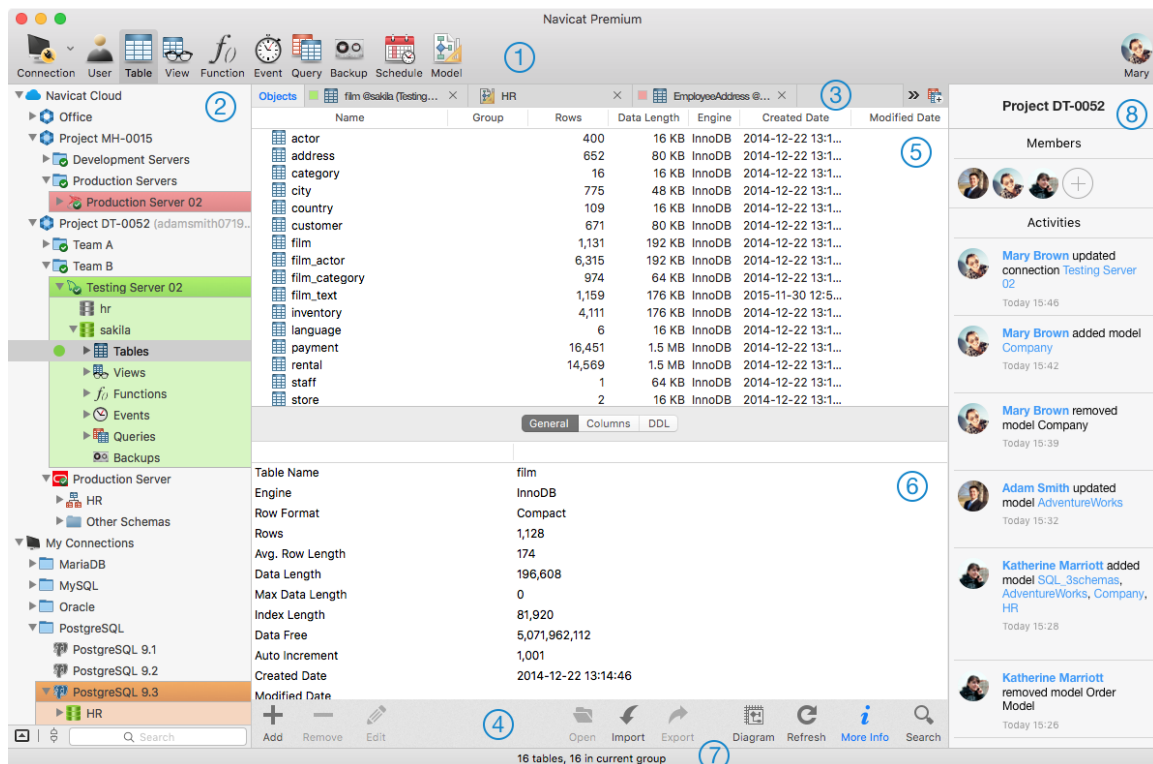 Navicat Premium
Connection User Table View Function Event Query Backup Schedule Model Mary
1
Navicat Cloud
2
Office
Project MH-0015
Development Servers
Production Servers
Production Server 02
Project DT-0052 (adamsmith0719...
Team A
Team B
Testing Server 02
hr
sakila
Tables
Views
Functions
Events
Queries
Backups
Production Server
HR
Other Schemas
My Connections
MariaDB
MySQL
Oracle
PostgreSQL
PostgreSQL 9.1
PostgreSQL 9.2
PostgreSQL 9.3
HR
Search
Objects film @sakila (Testing... × HR × EmployeeAddress @... × 3 »
Name Group Rows Data Length Engine Created Date Modified Date
actor 400 16 KB InnoDB 2014-12-22 13:1...
address 652 80 KB InnoDB 2014-12-22 13:1...
category 16 16 KB InnoDB 2014-12-22 13:1...
city 775 48 KB InnoDB 2014-12-22 13:1...
country 109 16 KB InnoDB 2014-12-22 13:1...
customer 671 80 KB InnoDB 2014-12-22 13:1...
film 1,131 192 KB InnoDB 2014-12-22 13:1...
film_actor 6,315 192 KB InnoDB 2014-12-22 13:1...
film_category 974 64 KB InnoDB 2014-12-22 13:1...
film_text 1,159 176 KB InnoDB 2015-11-30 12:5...
inventory 4,111 176 KB InnoDB 2014-12-22 13:1...
language 6 16 KB InnoDB 2014-12-22 13:1...
payment 16,451 1.5 MB InnoDB 2014-12-22 13:1...
rental 14,569 1.5 MB InnoDB 2014-12-22 13:1...
staff 1 64 KB InnoDB 2014-12-22 13:1...
store 2 16 KB InnoDB 2014-12-22 13:1...
5
General Columns DDL
Table Name film
Engine InnoDB
Row Format Compact
Rows 1,128
Avg. Row Length 174
Data Length 196,608
Max Data Length 0
Index Length 81,920
Data Free 5,071,962,112
Auto Increment 1,001
Created Date 2014-12-22 13:14:46
Modified Date
6
Add Remove Edit 4 Open Import Export Diagram Refresh More Info Search
16 tables, 16 in current group 7
Project DT-0052 8
Members
Activities
Mary Brown updated
connection Testing Server
02
Today 15:46
Mary Brown added model
Company
Today 15:42
Mary Brown removed
model Company
Today 15:39
Adam Smith updated
model AdventureWorks
Today 15:32
Katherine Marriott added
model SQL_3schemas,
AdventureWorks, Company,
HR
Today 15:28
Katherine Marriott
removed model Order
Model
Today 15:26